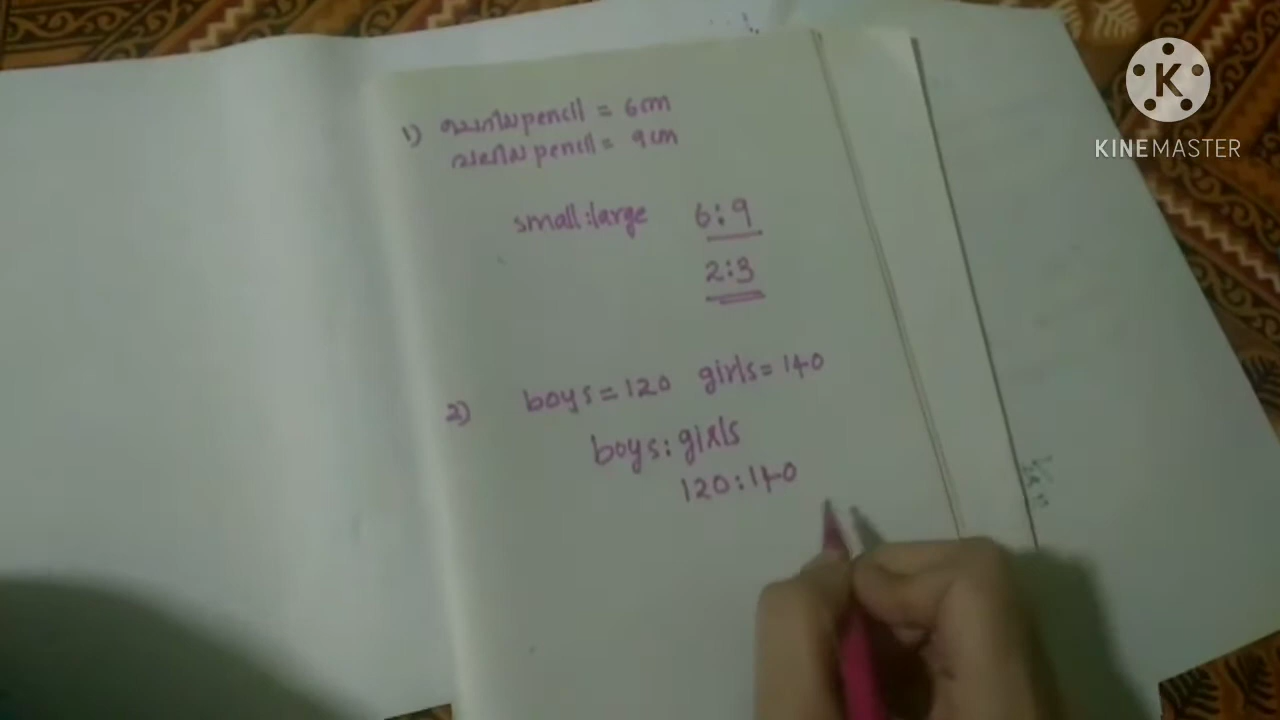 1) ചെറിയ pencil = 6cm
വലിയ pencil = 9cm
small:large 6:9
2:3
2) boys = 120 girls = 140
boys: girls
120:140
K
KINEMASTER